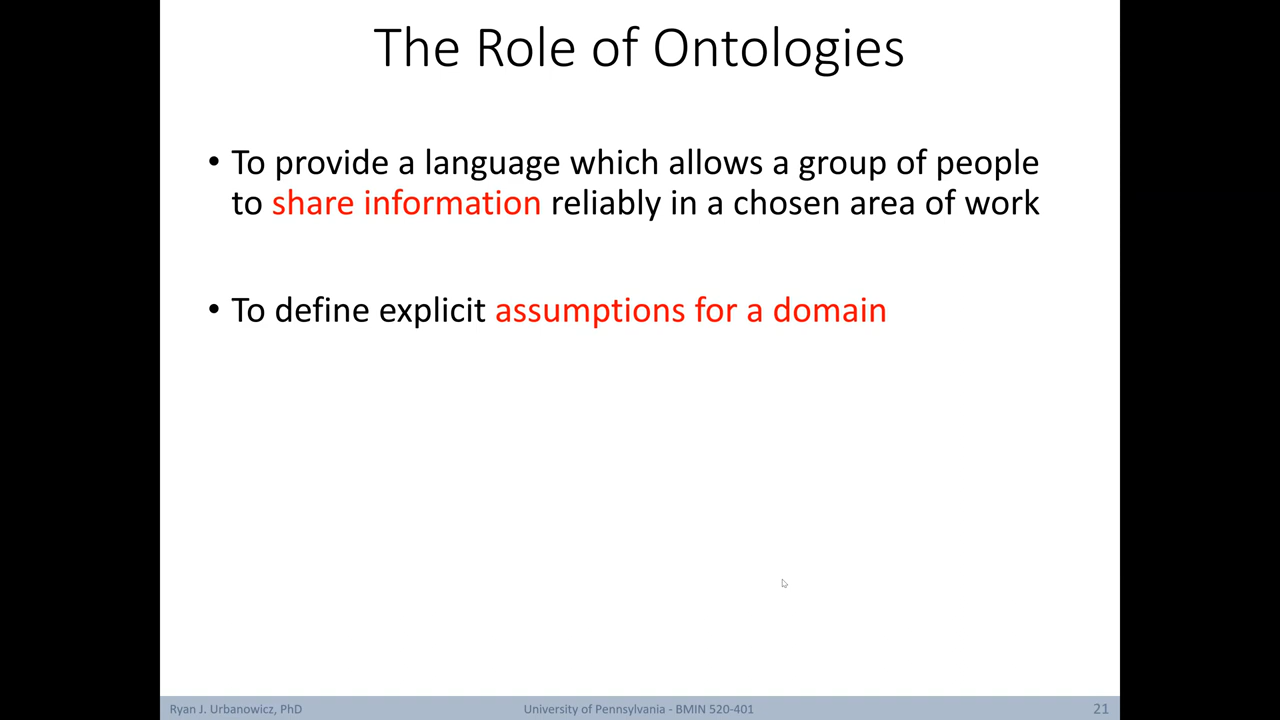 The Role of Ontologies
• To provide a language which allows a group of people
to share information reliably in a chosen area of work
• To define explicit assumptions for a domain
Ryan J. Urbanowicz, PhD
University of Pennsylvania - BMIN 520-401
21